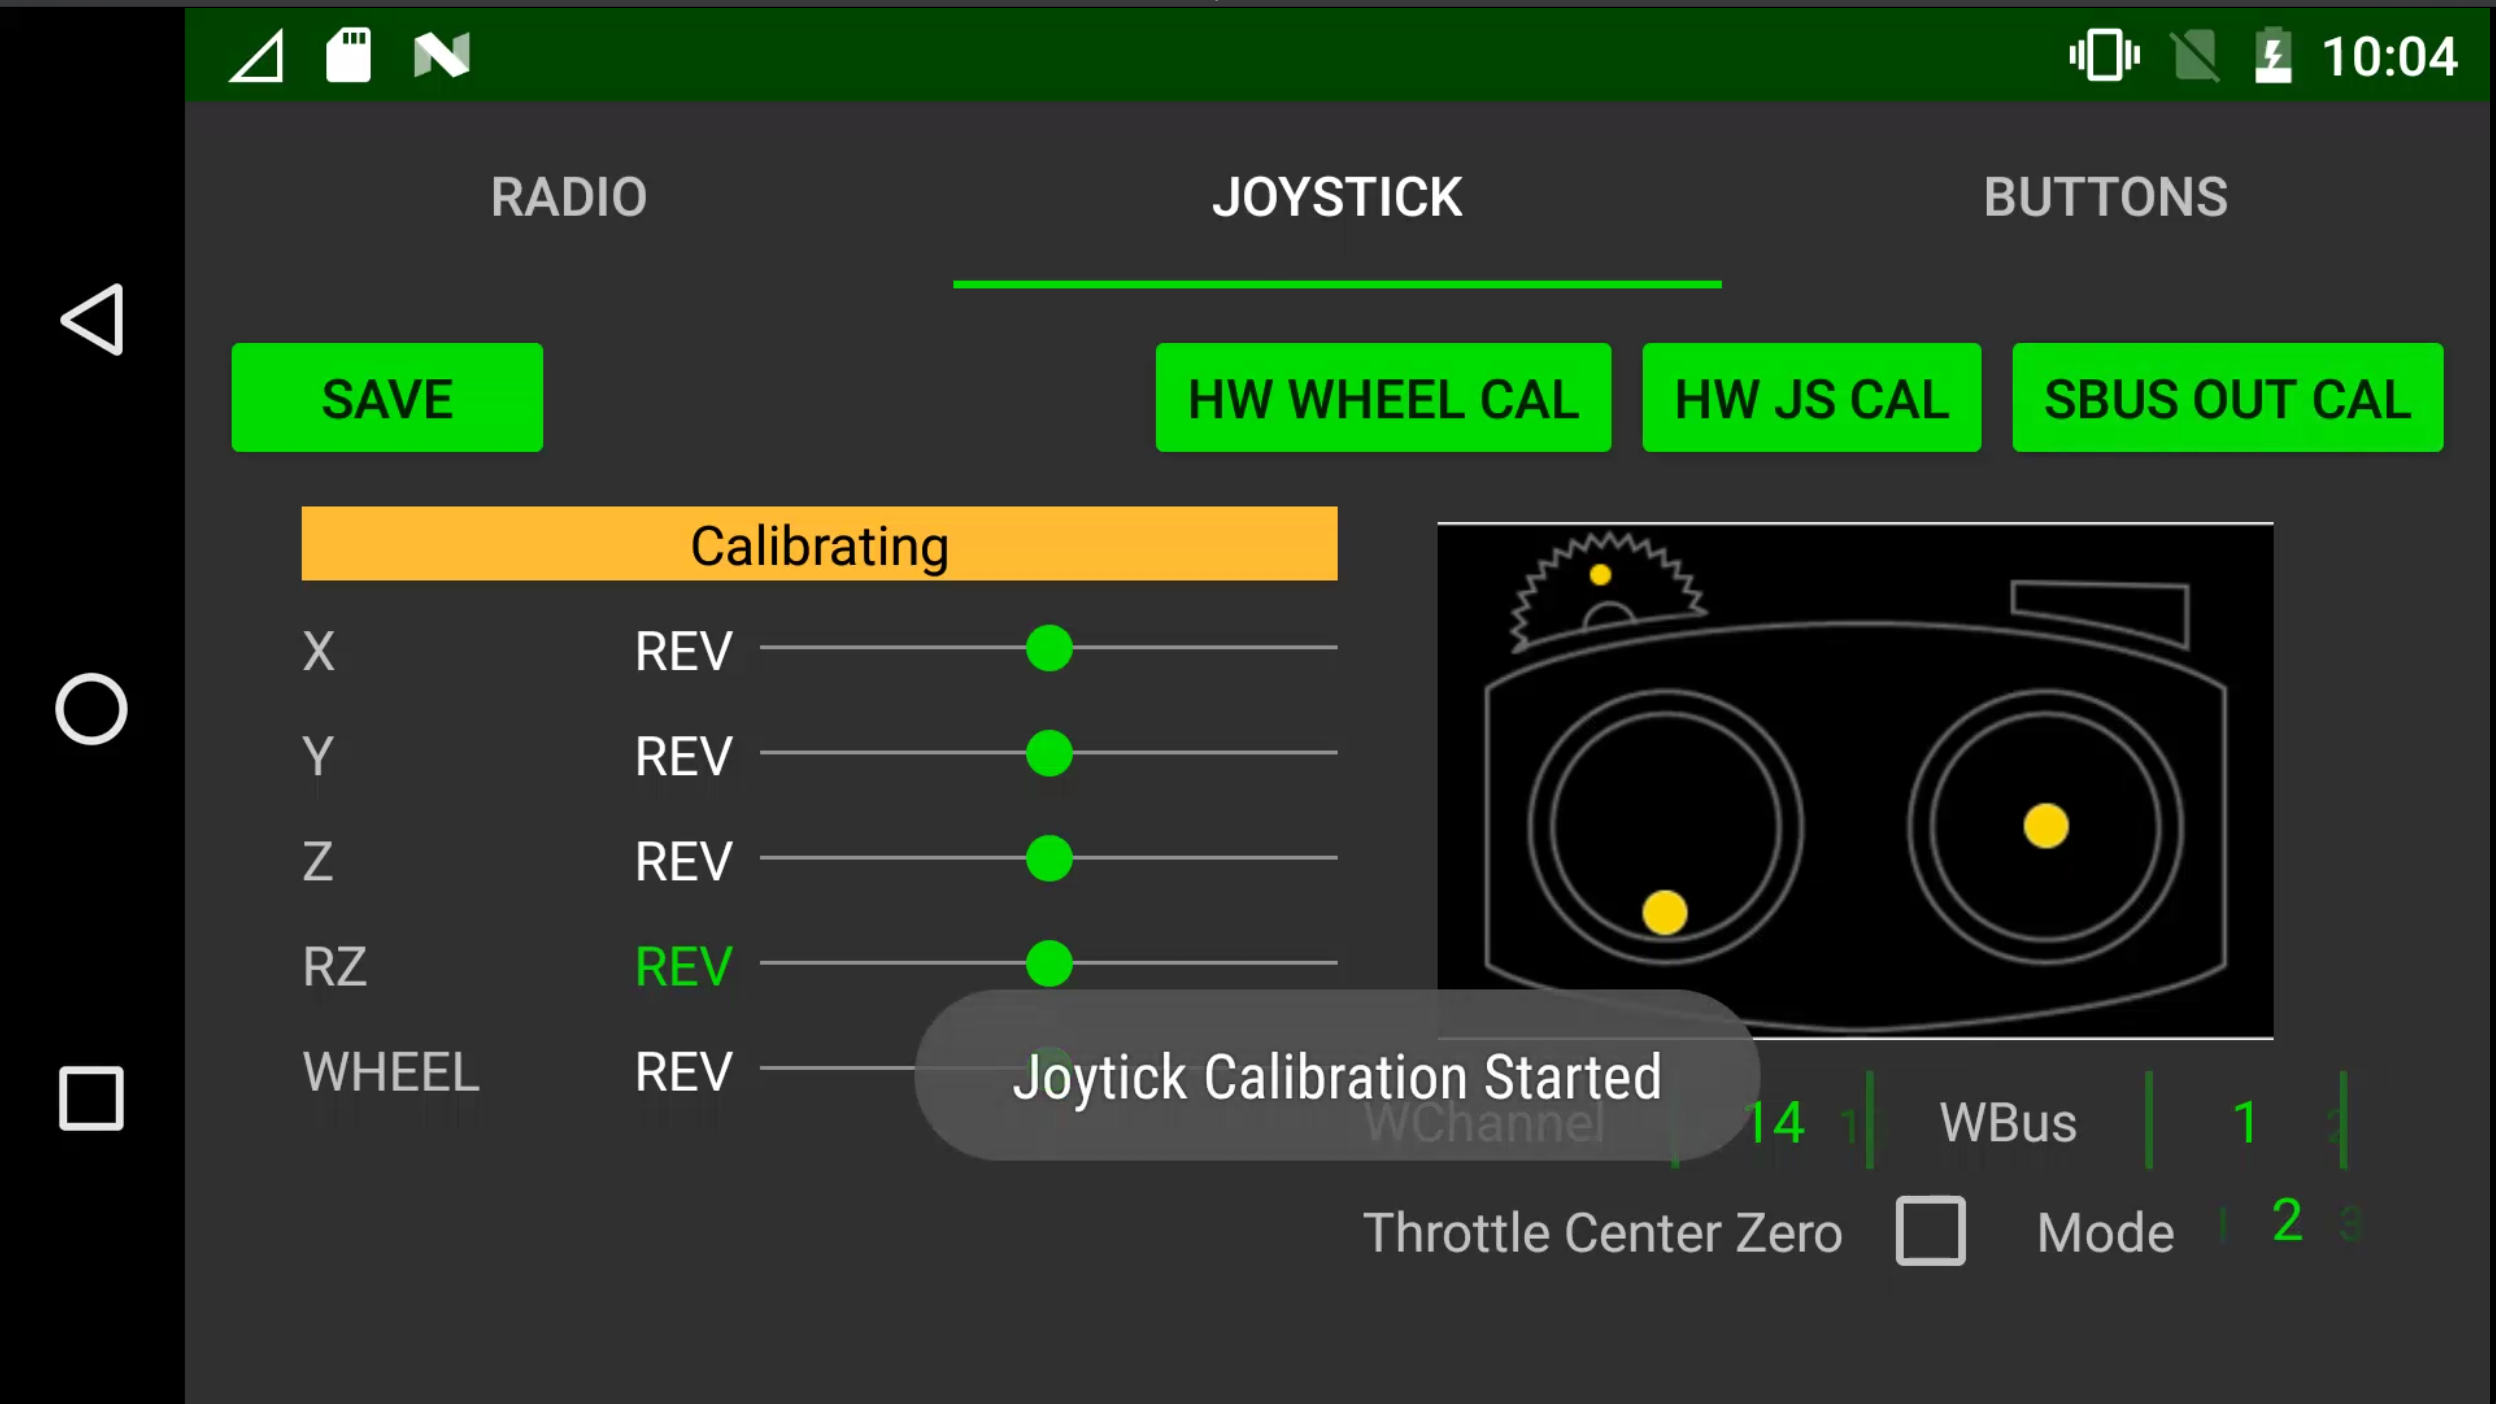 10:04
RADIO JOYSTICK BUTTONS
SAVE HW WHEEL CAL HW JS CAL SBUS OUT CAL
Calibrating
X REV
Y REV
Z REV
RZ REV
WHEEL REV
Joytick Calibration Started
WChannel 14 WBus 1 2
Throttle Center Zero Mode 2 3